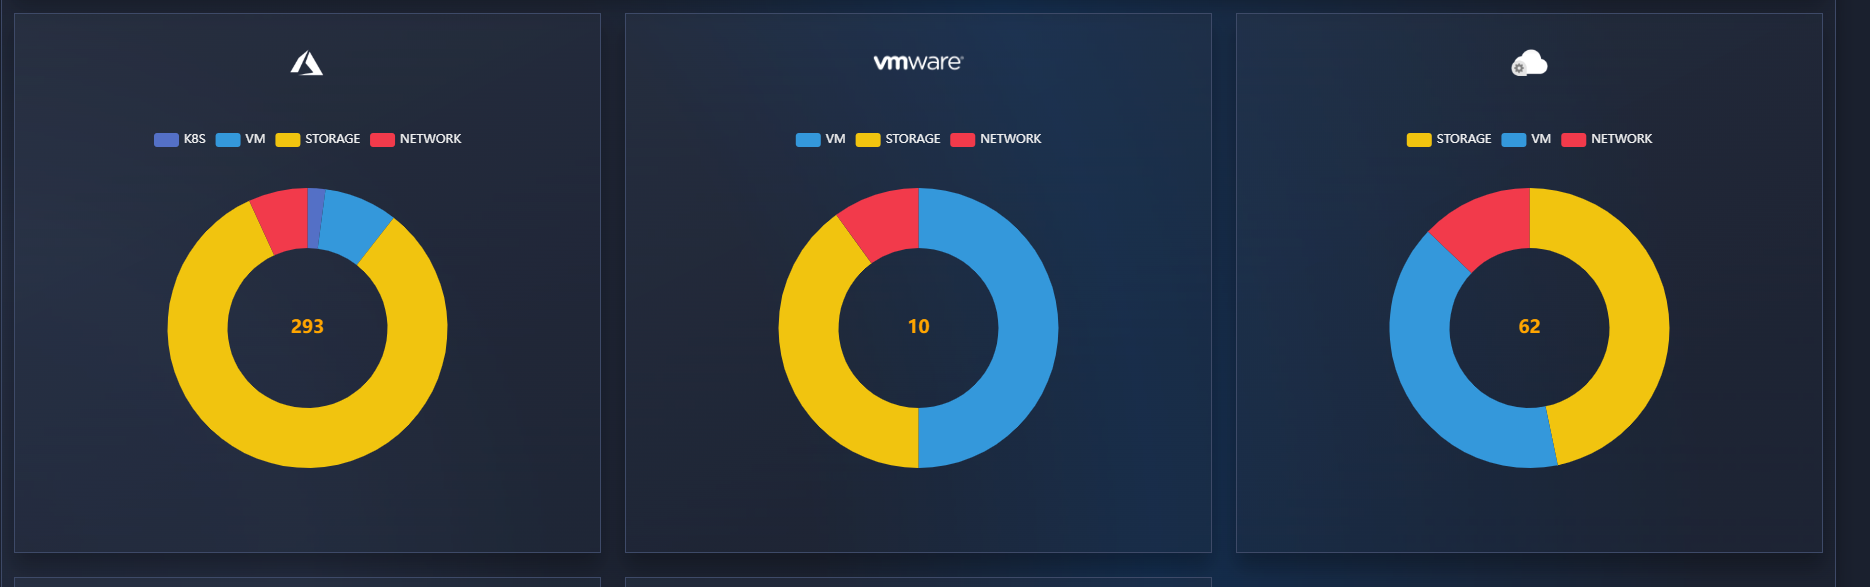 vmware
K8S VM STORAGE NETWORK
VM STORAGE NETWORK
STORAGE VM NETWORK
293
10
62